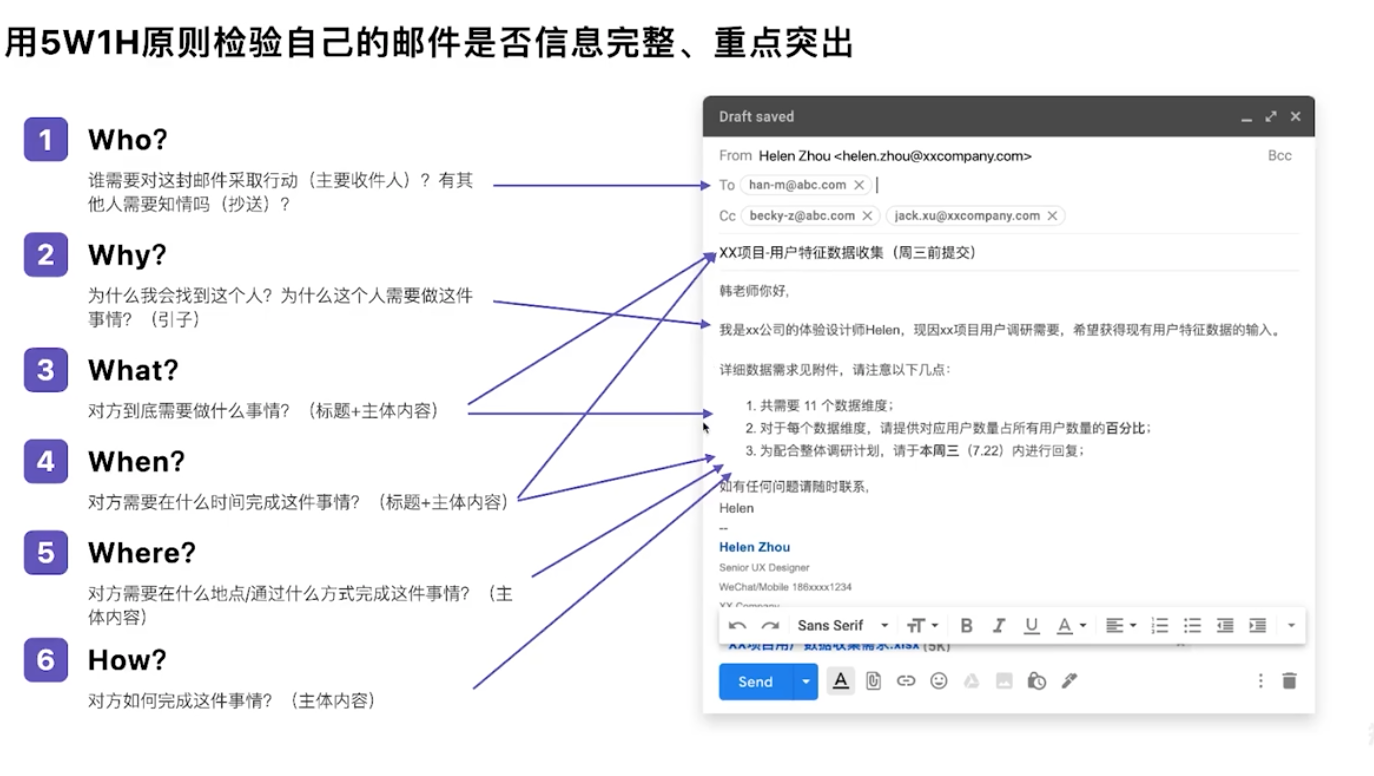 用5W1H原则检验自己的邮件是否信息完整、重点突出
1
Who?
谁需要对这封邮件采取行动（主要收件人）？有其
他人需要知情吗（抄送）？
2
Why?
为什么我会找到这个人？为什么这个人需要做这件
事情？（引子）
3
What?
对方到底需要做什么事情？（标题+主体内容）
4
When?
对方需要在什么时间完成这件事情？（标题+主体内容）
5
Where?
对方需要在什么地点/通过什么方式完成这件事情？（主
体内容）
6
How?
对方如何完成这件事情？（主体内容）
Draft saved
From Helen Zhou <helen.zhou@xxcompany.com> Bcc
To han-m@abc.com
Cc becky-z@abc.com jack.xu@xxcompany.com
XX项目-用户特征数据收集（周三前提交）
韩老师你好,
我是xx公司的体验设计师Helen，现因xx项目用户调研需要，希望获得现有用户特征数据的输入。
详细数据需求见附件，请注意以下几点：
1. 共需要 11 个数据维度；
2. 对于每个数据维度，请提供对应用户数量占所有用户数量的百分比；
3. 为配合整体调研计划，请于本周三（7.22）内进行回复；
如有任何问题请随时联系,
Helen
--
Helen Zhou
Senior UX Designer
WeChat/Mobile 186xxxx1234
XX Company
Sans Serif
XX项目用户数据收集需求.xlsx (5K)
Send